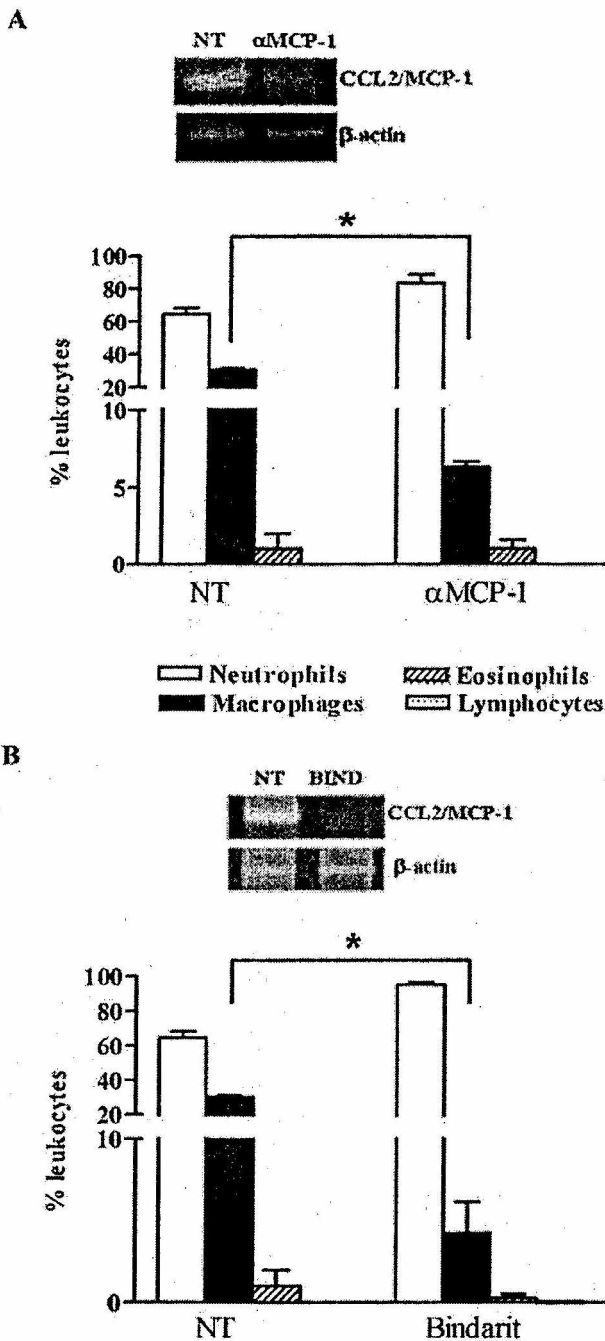 A
NT αMCP-1
CCL2/MCP-1
β-actin
*
100
80
60
40
20
10
5
0
% leukocytes
NT αMCP-1
Neutrophils Eosinophils
Macrophages Lymphocytes
B
NT BIND
CCL2/MCP-1
β-actin
*
100
80
60
40
20
10
0
% leukocytes
NT Bindarit